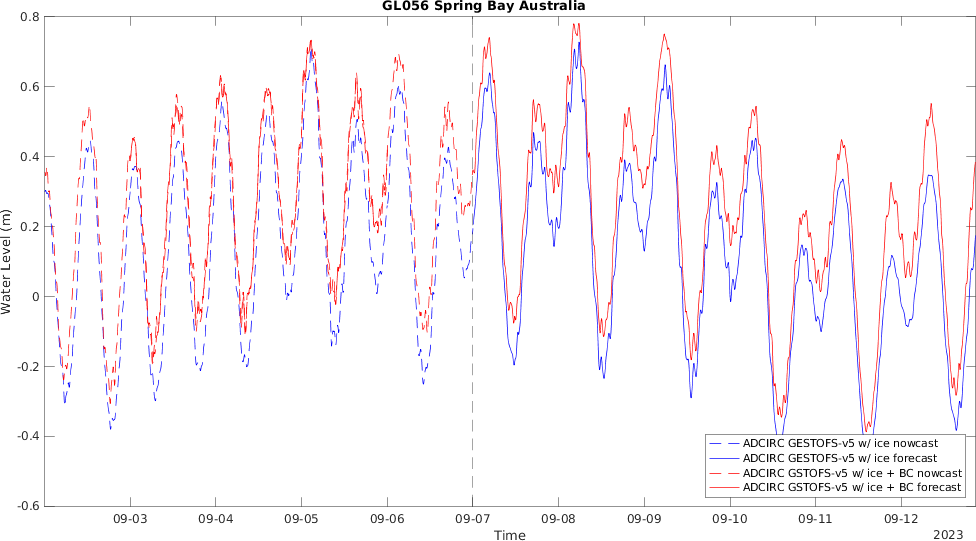 GL056 Spring Bay Australia
0.8
0.6
0.4
0.2
0
-0.2
-0.4
-0.6
Water Level (m)
ADCIRC GESTOFS-v5 w/ ice nowcast
ADCIRC GESTOFS-v5 w/ ice forecast
ADCIRC GSTOFS-v5 w/ ice + BC nowcast
ADCIRC GSTOFS-v5 w/ ice + BC forecast
09-03 09-04 09-05 09-06 09-07 09-08 09-09 09-10 09-11 09-12
Time
2023